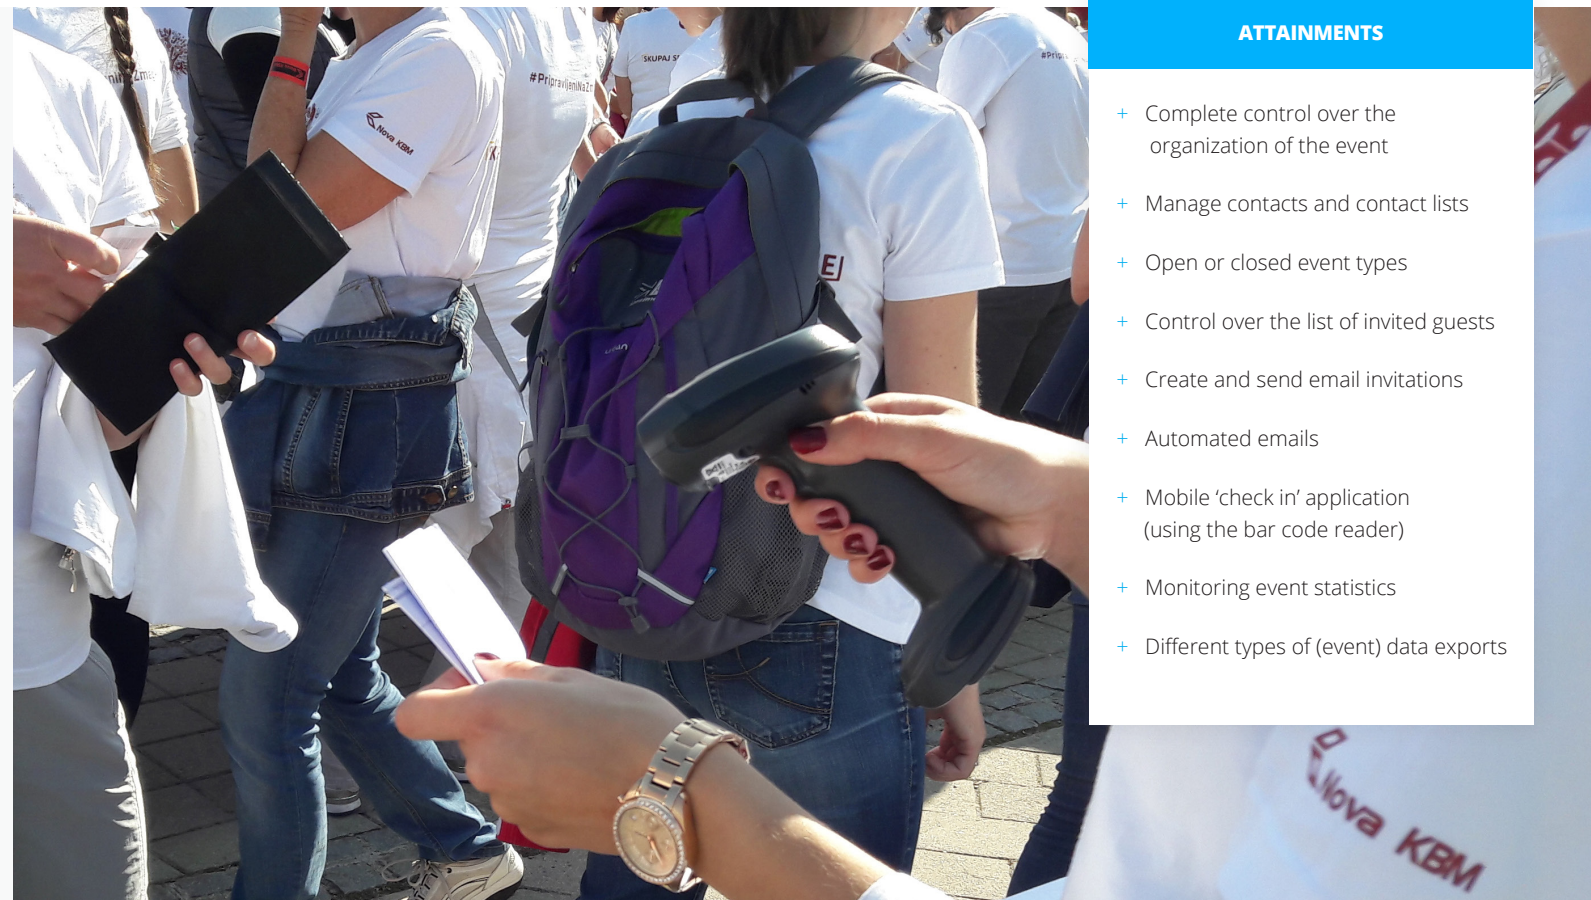 ATTAINMENTS
+ Complete control over the
organization of the event
+ Manage contacts and contact lists
+ Open or closed event types
+ Control over the list of invited guests
+ Create and send email invitations
+ Automated emails
+ Mobile ‘check in’ application
(using the bar code reader)
+ Monitoring event statistics
+ Different types of (event) data exports
SKUPAJ
#PripravljeniNaZ
Nova KBM
Nova KBM